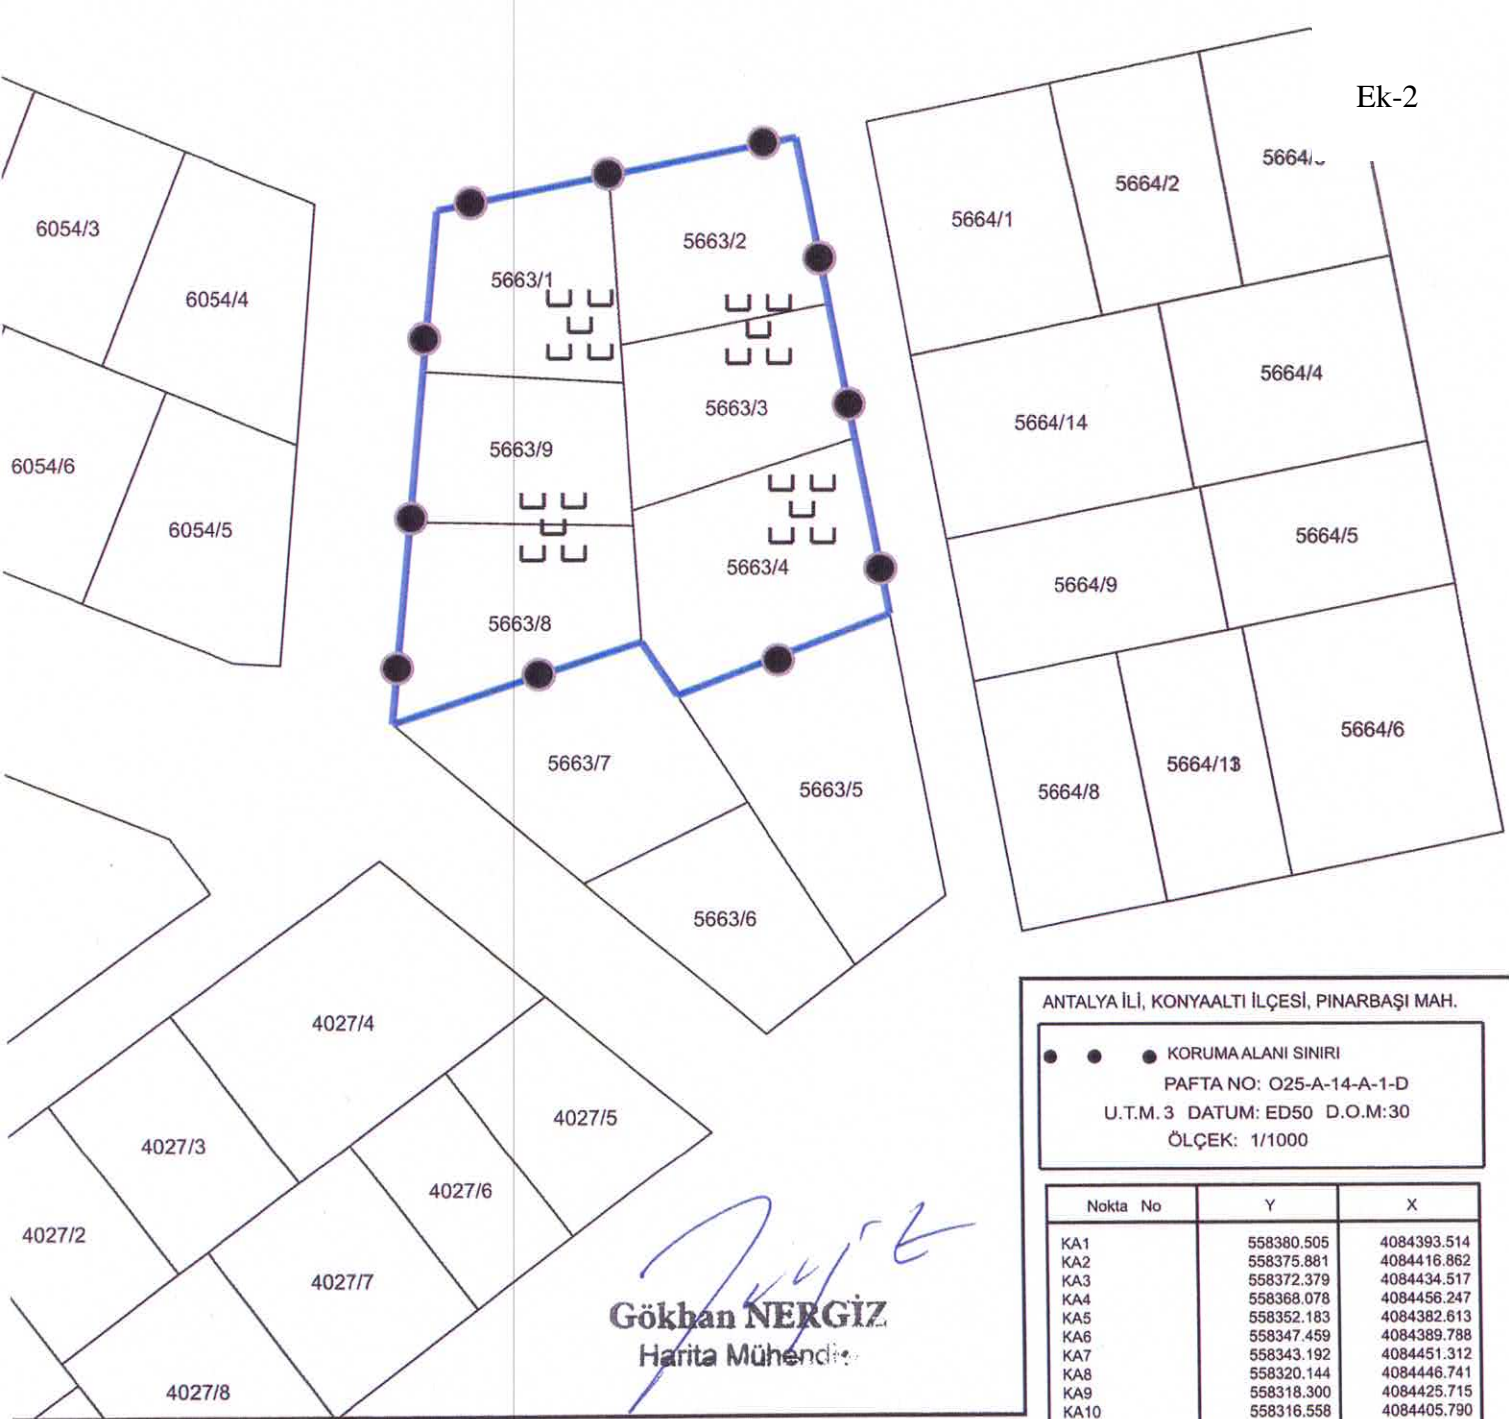 Ek-2
5664/2
5664/1
6054/3
5663/2
5663/1
6054/4
5664/4
5663/3
5664/14
5663/9
6054/6
6054/5
5664/5
5663/4
5664/9
5663/8
5664/6
5663/7
5664/13
5663/5
5664/8
5663/6
4027/4
4027/5
4027/3
4027/6
4027/2
4027/7
4027/8
Gökhan NERGİZ
Harita
ANTALYA İLİ, KONYAALTI İLÇESİ, PINARBAŞI MAH.
KORUMA ALANI SINIRI
PAFTA NO: O25-A-14-A-1-D
U.T.M. 3 DATUM: ED50 D.O.M:30
ÖLÇEK: 1/1000
Nokta No Y X
KA1 558380.505 4084393.514
KA2 558375.881 4084416.862
KA3 558372.379 4084434.517
KA4 558368.078 4084456.247
KA5 558352.183 4084382.613
KA6 558347.459 4084389.788
KA7 558343.192 4084451.312
KA8 558320.144 4084446.741
KA9 558318.300 4084425.715
KA10 558316.558 4084405.790